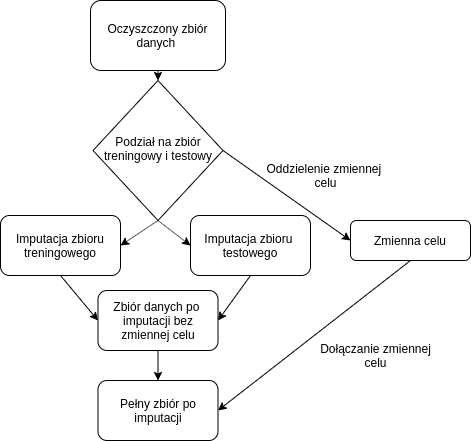 Oczyszczony zbiór
danych
Podział na zbiór
treningowy i testowy
Oddzielenie zmiennej
celu
Imputacja zbioru
treningowego
Imputacja zbioru
testowego
Zmienna celu
Zbiór danych po
imputacji bez
zmiennej celu
Dołączanie zmiennej
celu
Pełny zbiór po
imputacji